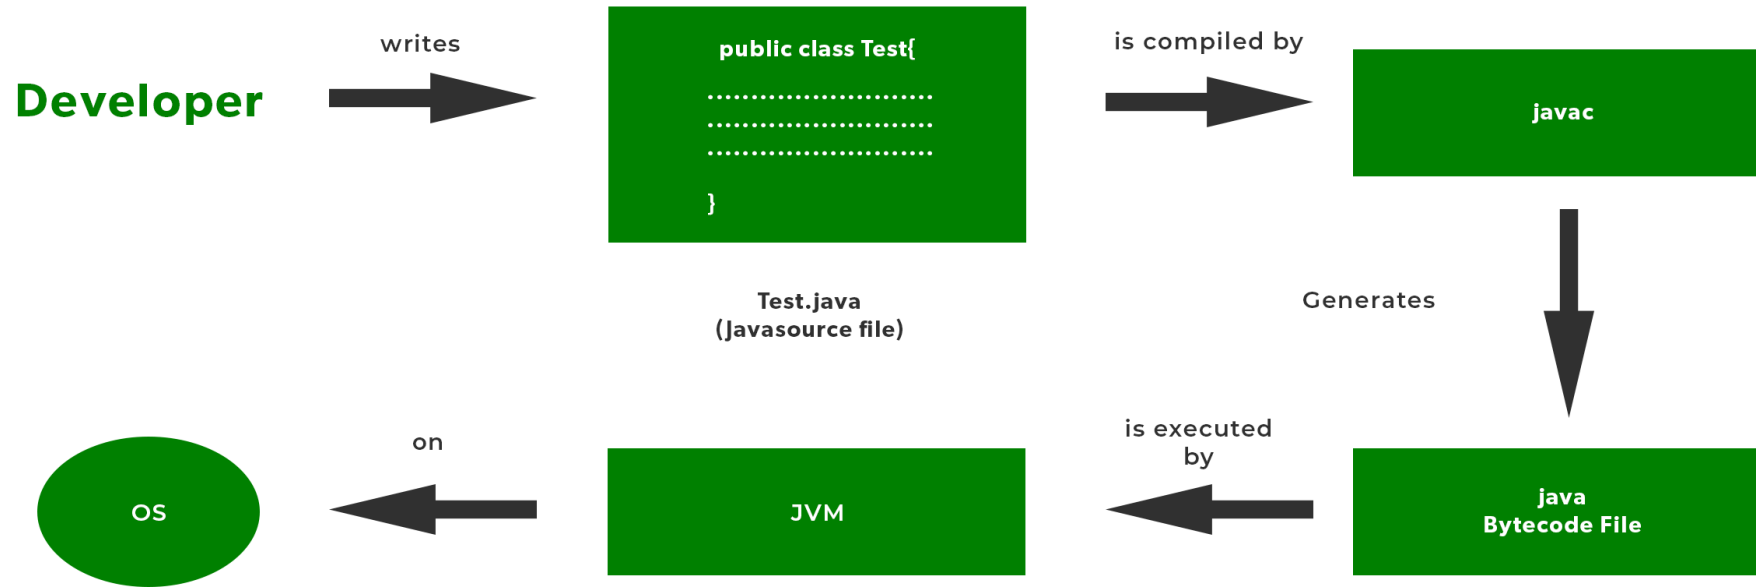 Developer
writes
public class Test{
..........................
..........................
..........................
}
Test.java
(Javasource file)
is compiled by
javac
Generates
java
Bytecode File
is executed
by
JVM
on
OS